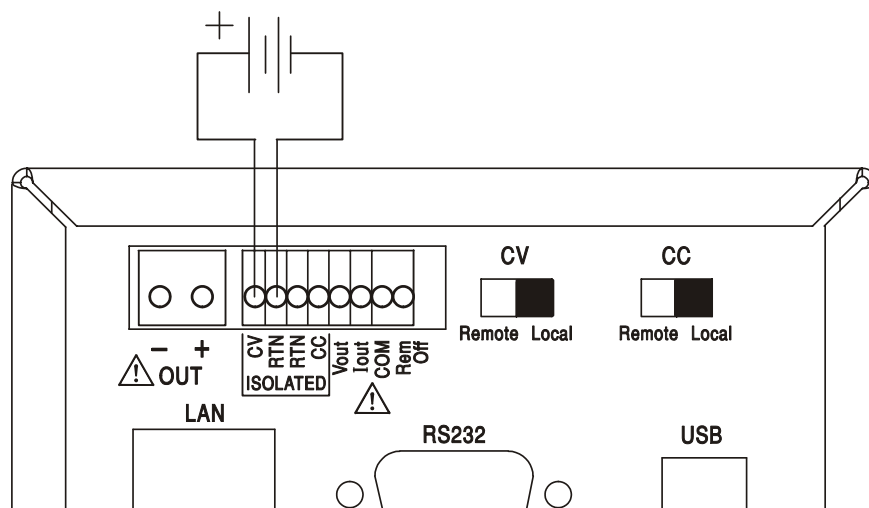 +
CV
CC
Remote Local
Remote Local
− +
OUT
CV
RTN
RTN
CC
Vout
Iout
COM
Rem
Off
ISOLATED
!
!
LAN
RS232
USB